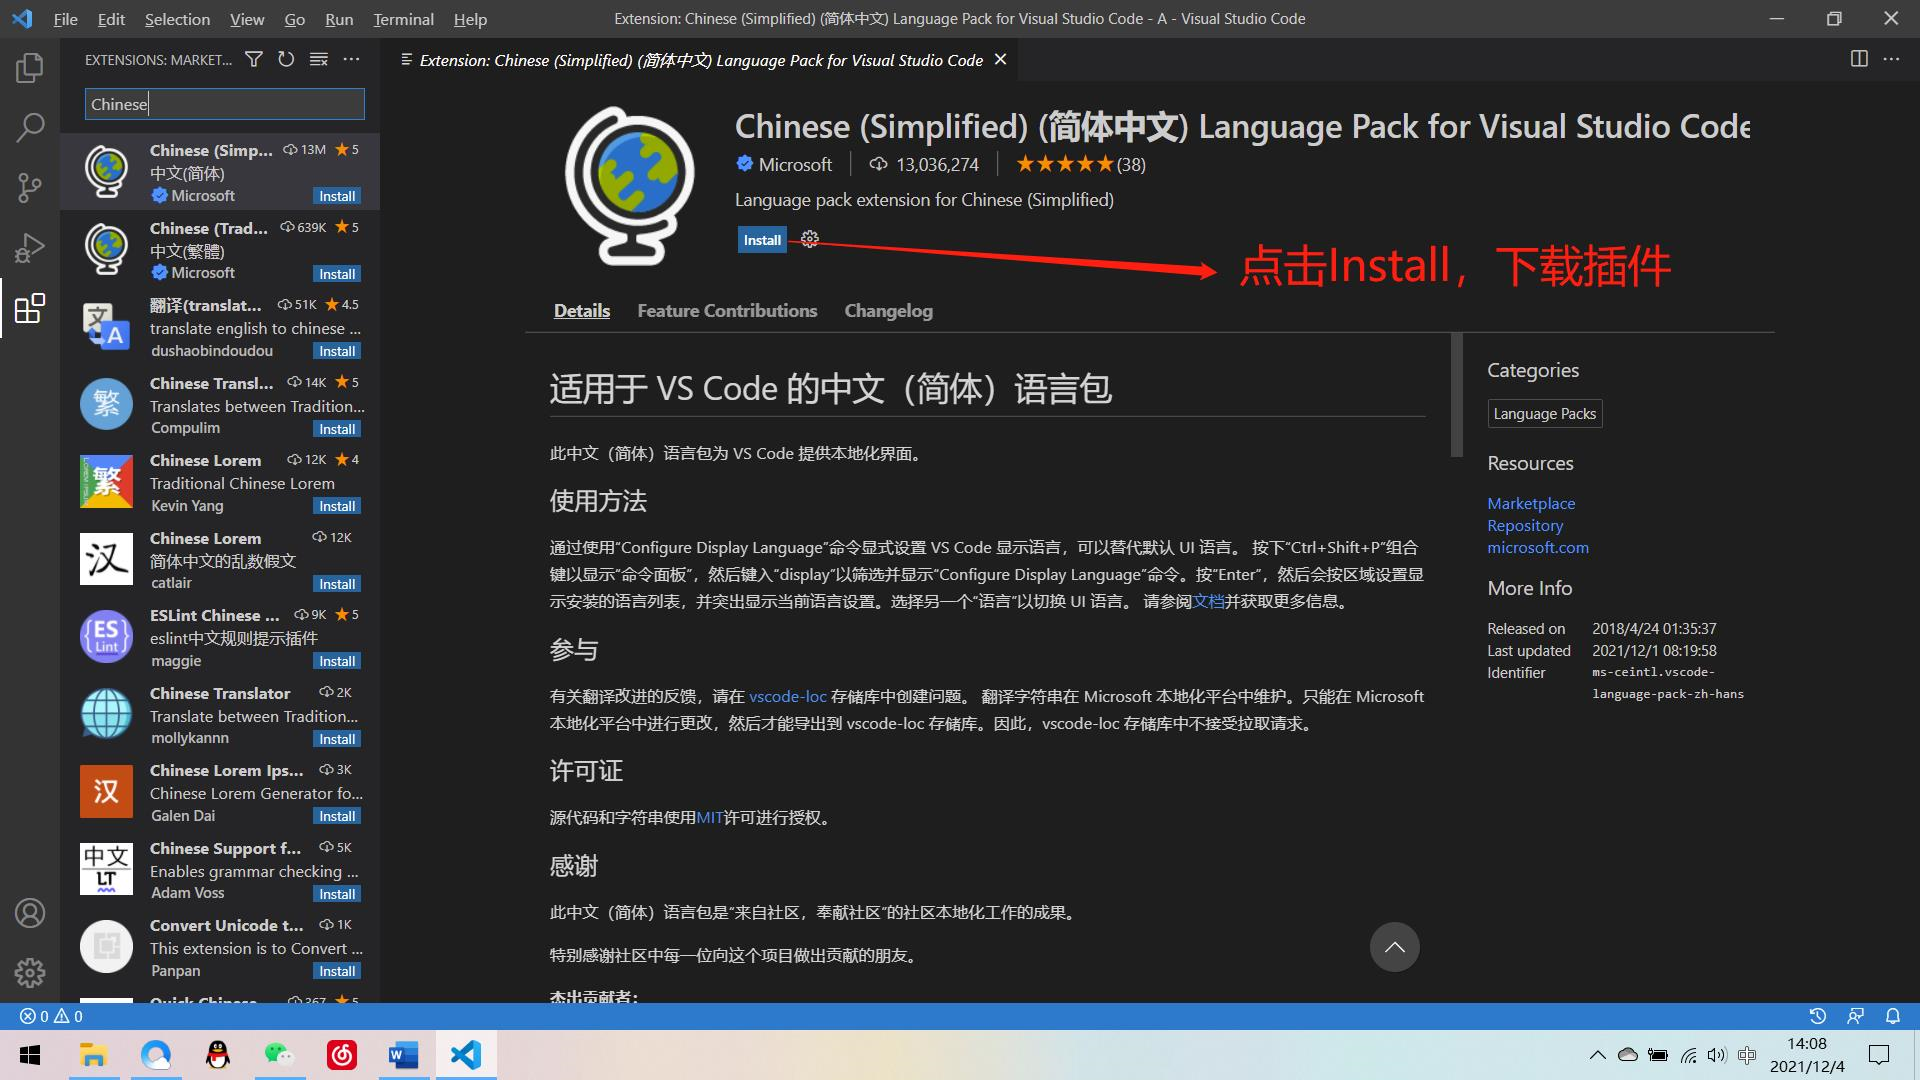 File Edit Selection View Go Run Terminal Help
Extension: Chinese (Simplified) (简体中文) Language Pack for Visual Studio Code - A - Visual Studio Code
EXTENSIONS: MARKET...
Chinese
Chinese (Simp... 13M 5
中文(简体)
Microsoft Install
Chinese (Trad... 639K 5
中文(繁體)
Microsoft Install
翻译(translat... 51K 4.5
translate english to chinese ...
dushaobindoudou Install
Chinese Transl... 14K 5
Translates between Tradition...
Compulim Install
Chinese Lorem 12K 4
Traditional Chinese Lorem
Kevin Yang Install
Chinese Lorem 12K
简体中文的乱数假文
catlair Install
ESLint Chinese ... 9K 5
eslint中文规则提示插件
maggie Install
Chinese Translator 2K
Translate between Tradition...
mollykannn Install
Chinese Lorem Ips... 3K
Chinese Lorem Generator fo...
Galen Dai Install
Chinese Support f... 5K
Enables grammar checking ...
Adam Voss Install
Convert Unicode t... 1K
This extension is to Convert ...
Panpan Install
Quick Chinese 367 5
Extension: Chinese (Simplified) (简体中文) Language Pack for Visual Studio Code
Chinese (Simplified) (简体中文) Language Pack for Visual Studio Code
Microsoft 13,036,274 (38)
Language pack extension for Chinese (Simplified)
Install
点击Install，下载插件
Details Feature Contributions Changelog
适用于 VS Code 的中文（简体）语言包
此中文（简体）语言包为 VS Code 提供本地化界面。
使用方法
通过使用“Configure Display Language”命令显式设置 VS Code 显示语言，可以替代默认 UI 语言。 按下“Ctrl+Shift+P”组合
键以显示“命令面板”，然后键入“display”以筛选并显示“Configure Display Language”命令。按“Enter”，然后会按区域设置显
示安装的语言列表，并突出显示当前语言设置。选择另一个“语言”以切换 UI 语言。 请参阅文档并获取更多信息。
参与
有关翻译改进的反馈，请在 vscode-loc 存储库中创建问题。 翻译字符串在 Microsoft 本地化平台中维护。只能在 Microsoft
本地化平台中进行更改，然后才能导出到 vscode-loc 存储库。因此，vscode-loc 存储库中不接受拉取请求。
许可证
源代码和字符串使用MIT许可进行授权。
感谢
此中文（简体）语言包是“来自社区，奉献社区”的社区本地化工作的成果。
特别感谢社区中每一位向这个项目做出贡献的朋友。
杰出贡献者：
Categories
Language Packs
Resources
Marketplace
Repository
microsoft.com
More Info
Released on 2018/4/24 01:35:37
Last updated 2021/12/1 08:19:58
Identifier ms-ceintl.vscode-
language-pack-zh-hans
0 0
繁
繁
汉
{ES}
Lint
汉
中文
LT
文
A
W
中
14:08
2021/12/4